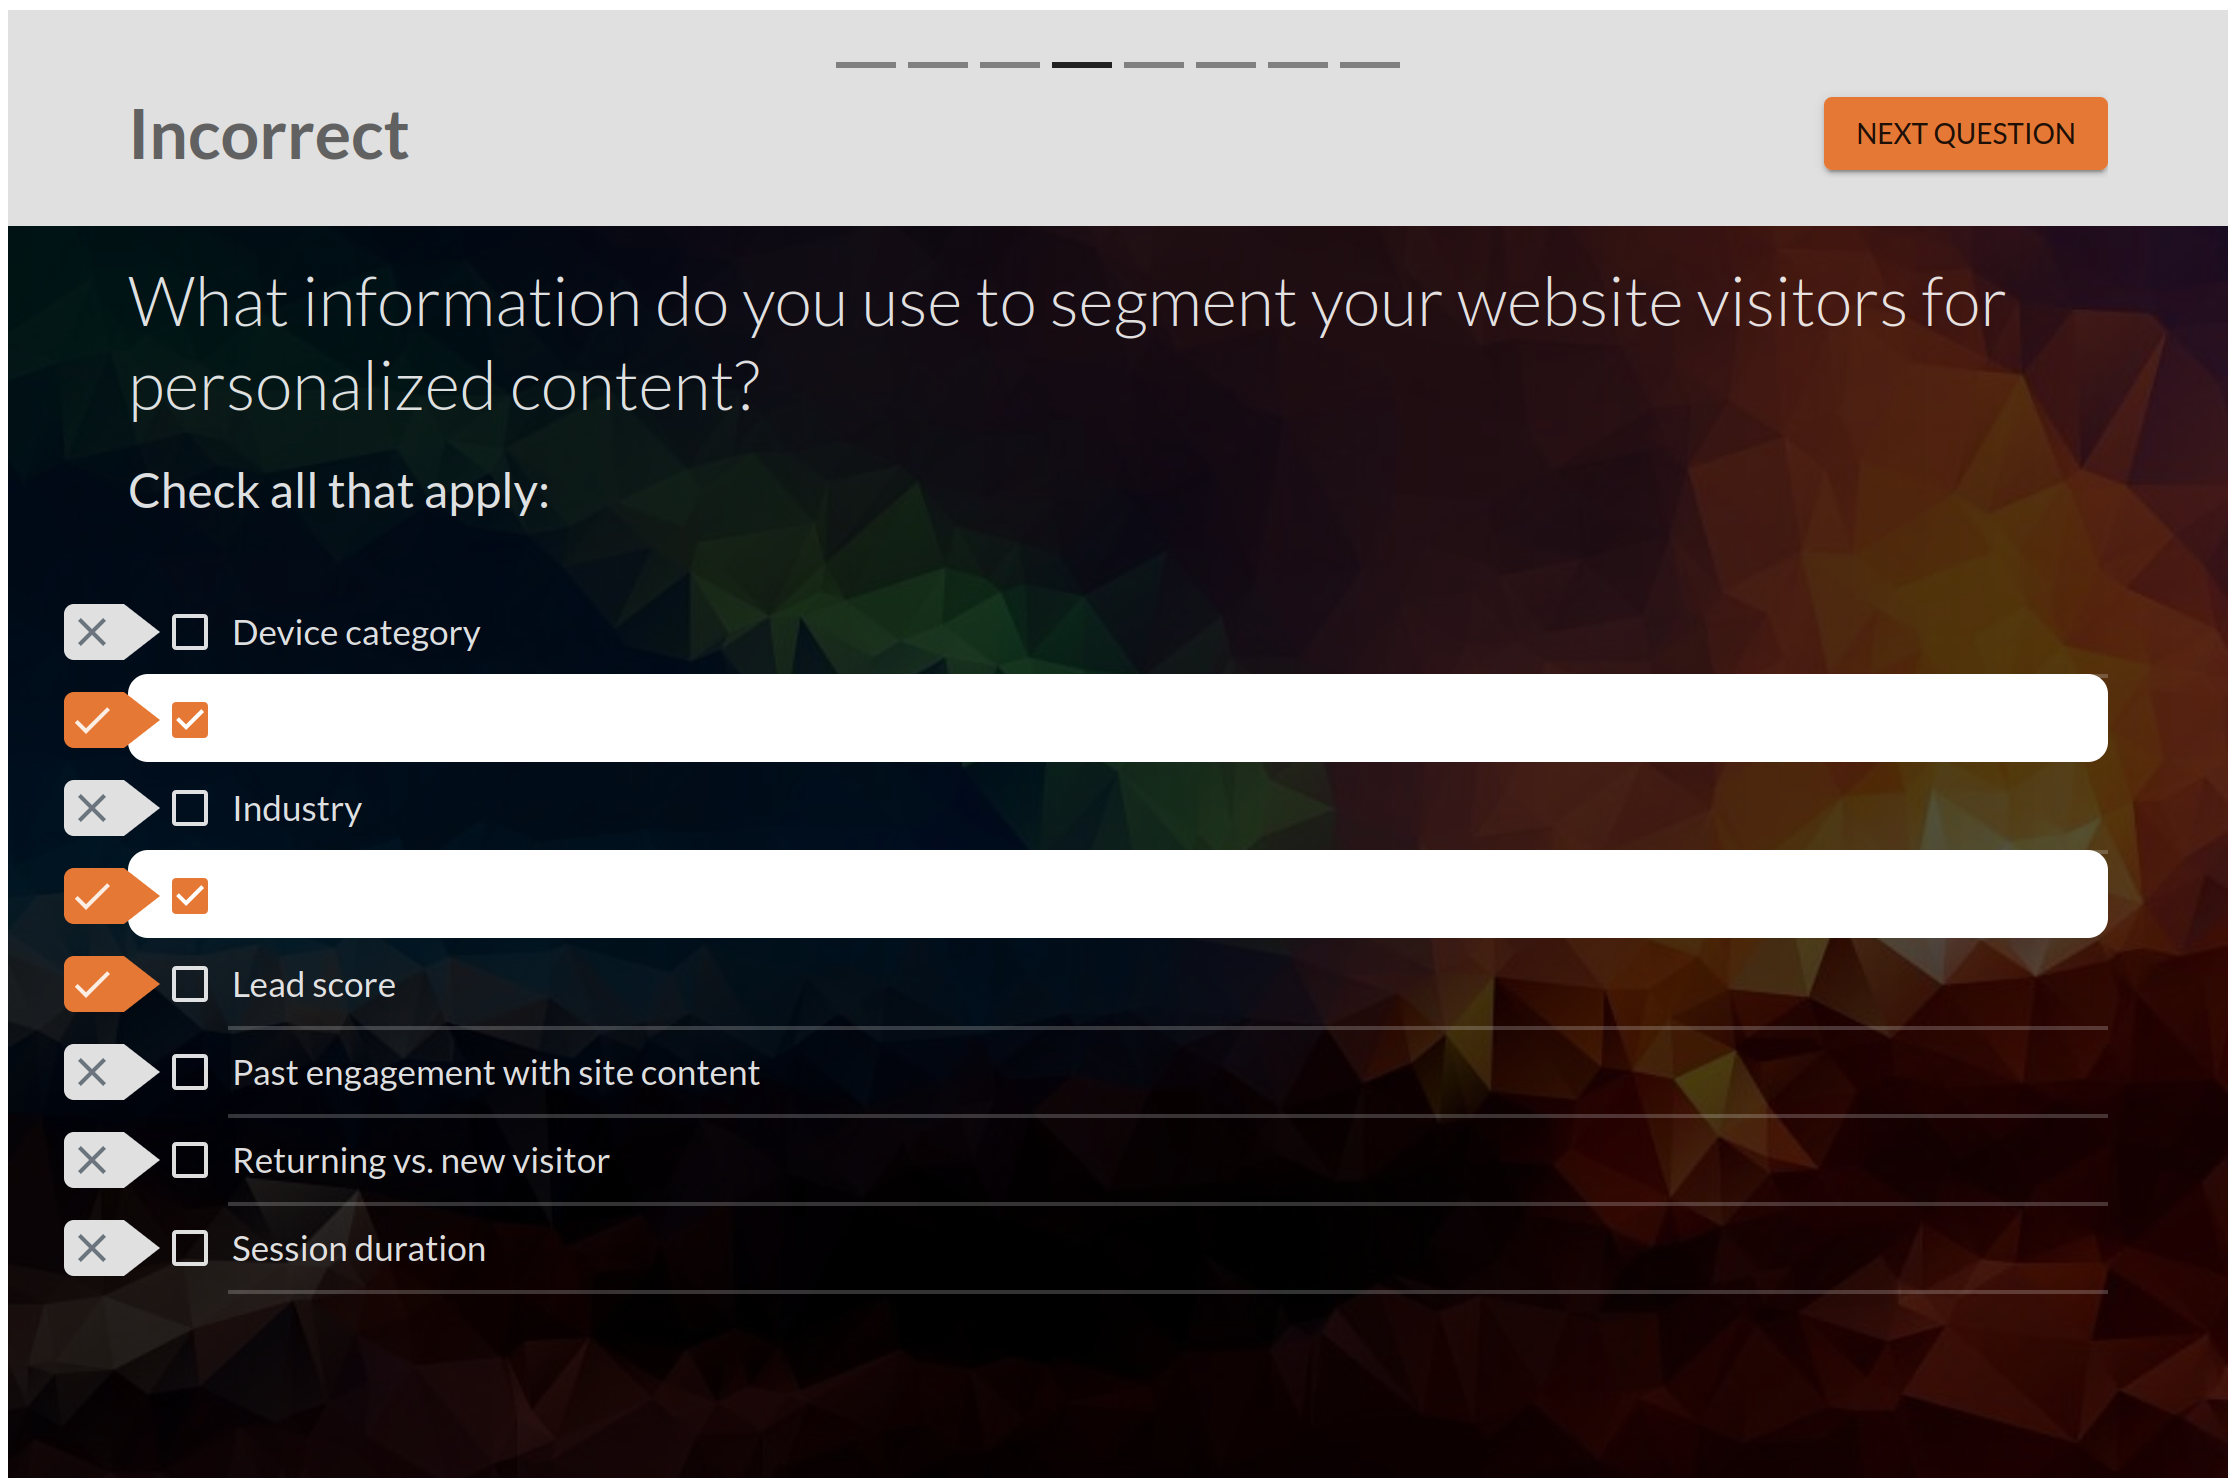 Incorrect
NEXT QUESTION
What information do you use to segment your website visitors for
personalized content?
Check all that apply:
Device category
Industry
Lead score
Past engagement with site content
Returning vs. new visitor
Session duration